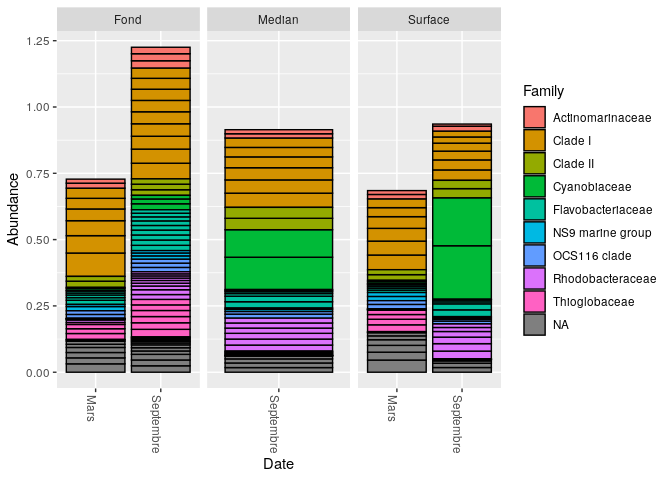 Fond
Median
Surface
1.25
1.00
0.75
0.50
0.25
0.00
Abundance
Mars
Septembre
Septembre
Mars
Septembre
Date
Family
Actinomarinaceae
Clade I
Clade II
Cyanobiaceae
Flavobacteriaceae
NS9 marine group
OCS116 clade
Rhodobacteraceae
Thioglobaceae
NA